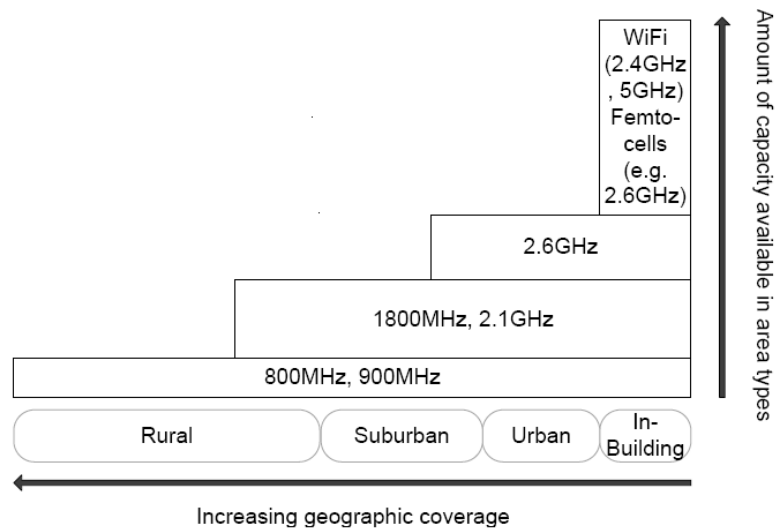 WiFi
(2.4GHz
, 5GHz)
Femto-
cells
(e.g.
2.6GHz)
2.6GHz
1800MHz, 2.1GHz
800MHz, 900MHz
Rural
Suburban
Urban
In-
Building
Increasing geographic coverage
Amount of capacity available in area types